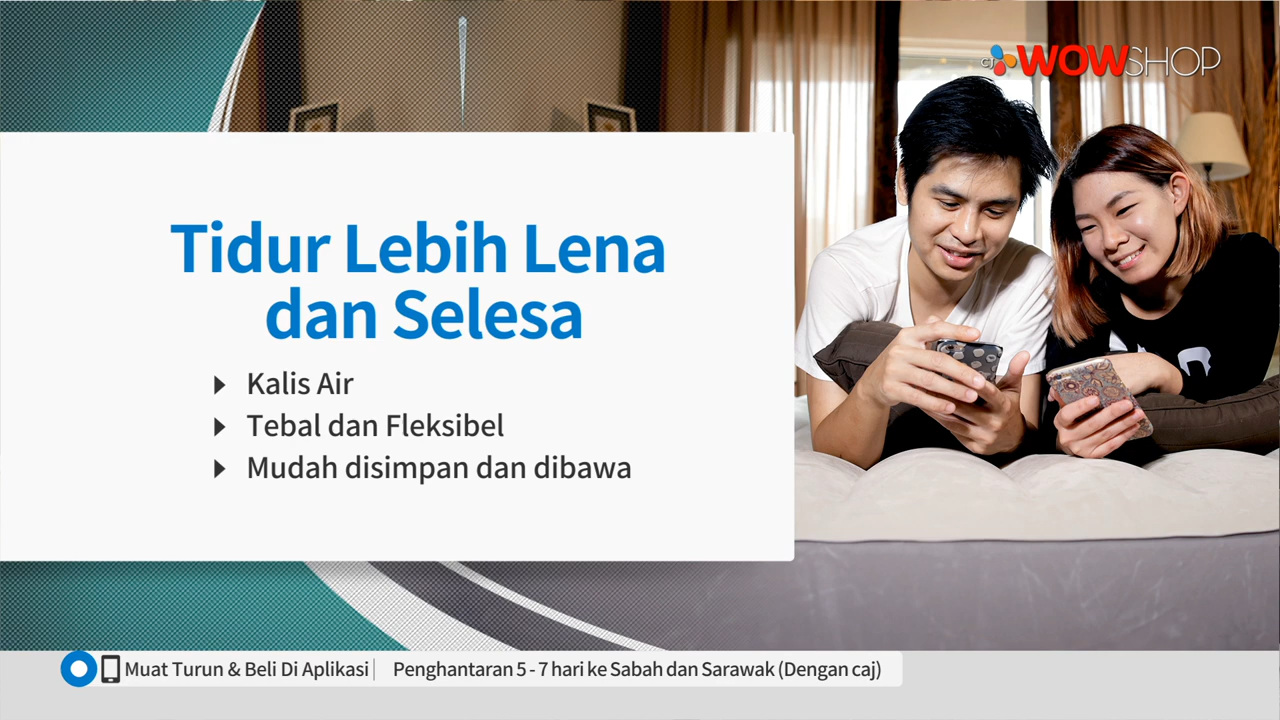 CJ WOWSHOP
Tidur Lebih Lena
dan Selesa
Kalis Air
Tebal dan Fleksibel
Mudah disimpan dan dibawa
Muat Turun & Beli Di Aplikasi | Penghantaran 5 - 7 hari ke Sabah dan Sarawak (Dengan caj)